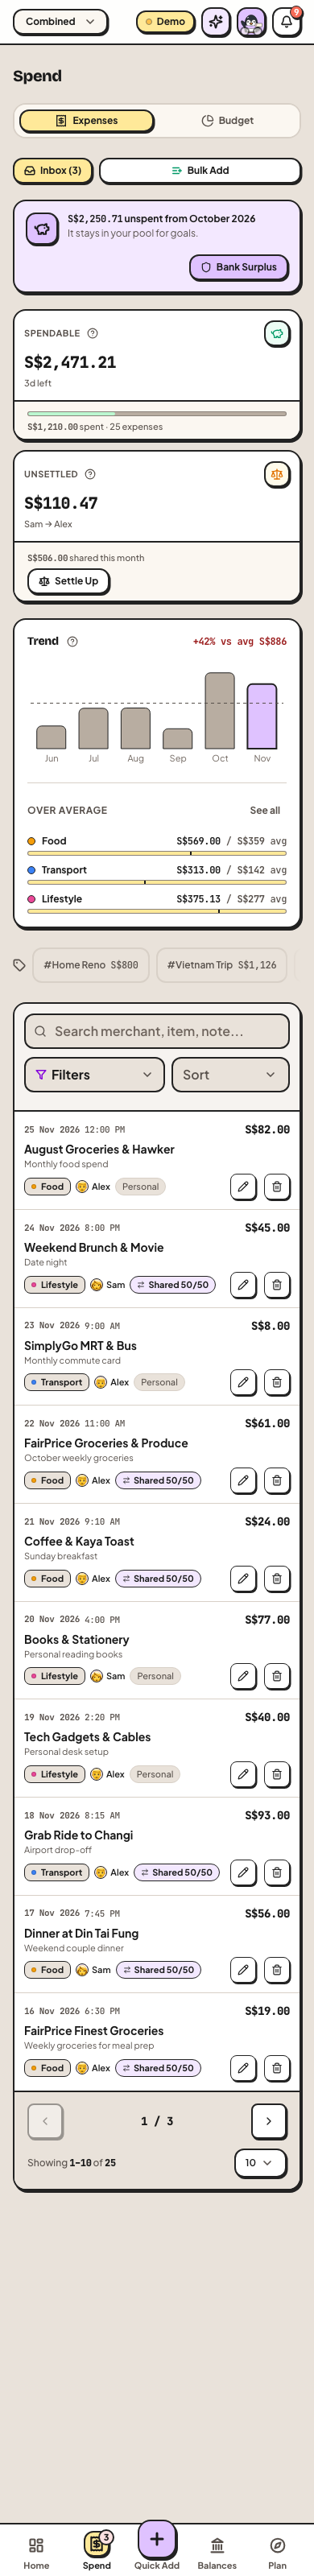 Combined
Demo
9
Spend
Expenses
Budget
Inbox (3)
Bulk Add
S$2,250.71 unspent from October 2026
It stays in your pool for goals.
Bank Surplus
SPENDABLE
S$2,471.21
3d left
S$1,210.00 spent · 25 expenses
UNSETTLED
S$110.47
Sam → Alex
S$506.00 shared this month
Settle Up
Trend
+42% vs avg S$886
Jun Jul Aug Sep Oct Nov
OVER AVERAGE
See all
Food S$569.00 / S$359 avg
Transport S$313.00 / S$142 avg
Lifestyle S$375.13 / S$277 avg
#Home Reno S$800
#Vietnam Trip S$1,126
Search merchant, item, note...
Filters
Sort
25 Nov 2026 12:00 PM S$82.00
August Groceries & Hawker
Monthly food spend
Food Alex Personal
24 Nov 2026 8:00 PM S$45.00
Weekend Brunch & Movie
Date night
Lifestyle Sam Shared 50/50
23 Nov 2026 9:00 AM S$8.00
SimplyGo MRT & Bus
Monthly commute card
Transport Alex Personal
22 Nov 2026 11:00 AM S$61.00
FairPrice Groceries & Produce
October weekly groceries
Food Alex Shared 50/50
21 Nov 2026 9:10 AM S$24.00
Coffee & Kaya Toast
Sunday breakfast
Food Alex Shared 50/50
20 Nov 2026 4:00 PM S$77.00
Books & Stationery
Personal reading books
Lifestyle Sam Personal
19 Nov 2026 2:20 PM S$40.00
Tech Gadgets & Cables
Personal desk setup
Lifestyle Alex Personal
18 Nov 2026 8:15 AM S$93.00
Grab Ride to Changi
Airport drop-off
Transport Alex Shared 50/50
17 Nov 2026 7:45 PM S$56.00
Dinner at Din Tai Fung
Weekend couple dinner
Food Sam Shared 50/50
16 Nov 2026 6:30 PM S$19.00
FairPrice Finest Groceries
Weekly groceries for meal prep
Food Alex Shared 50/50
1 / 3
Showing 1–10 of 25
10
3
Home Spend Quick Add Balances Plan